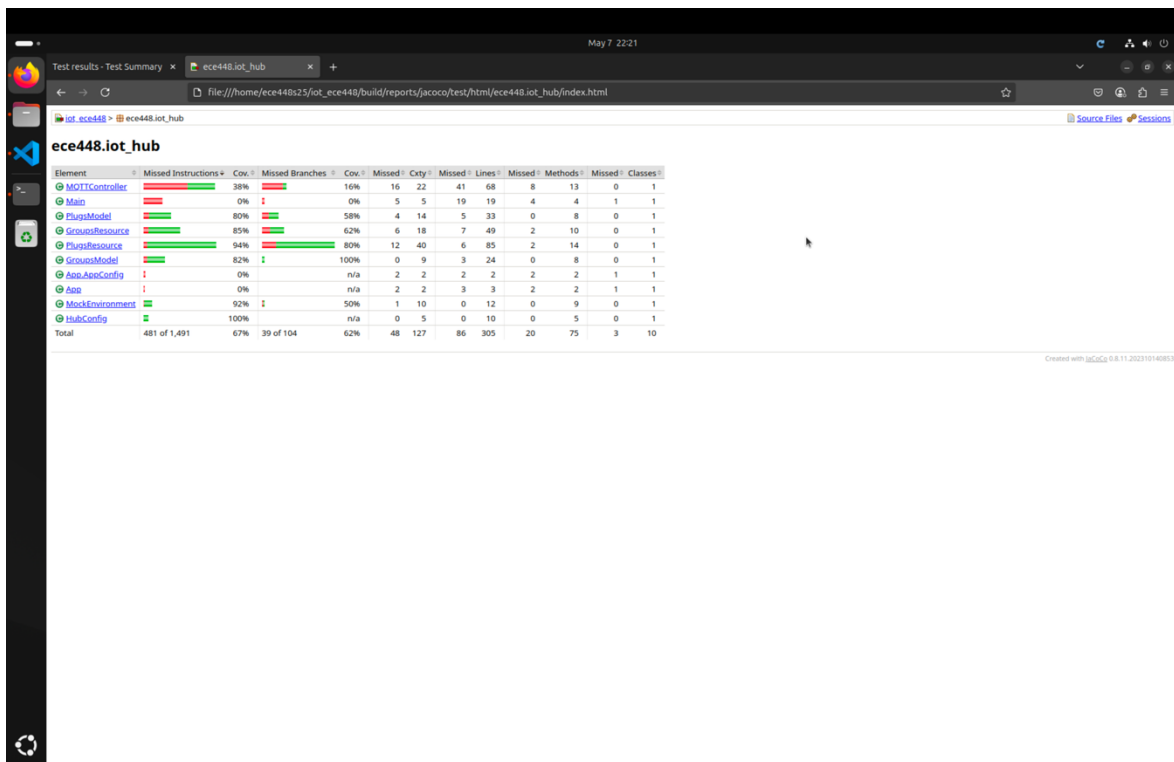 May 7 22:21
Test results - Test Summary × ece448.iot_hub × +
file:///home/ece448s25/iot_ece448/build/reports/jacoco/test/html/ece448.iot_hub/index.html
iot_ece448 > ece448.iot_hub Source Files Sessions
ece448.iot_hub
Element Missed Instructions Cov. Missed Branches Cov. Missed Cxty Missed Lines Missed Methods Missed Classes
MQTTController 38% 16% 16 22 41 68 8 13 0 1
Main 0% 0% 5 5 19 19 4 4 1 1
PlugsModel 80% 58% 4 14 5 33 0 8 0 1
GroupsResource 85% 62% 6 18 7 49 2 10 0 1
PlugsResource 94% 80% 12 40 6 85 2 14 0 1
GroupsModel 82% 100% 0 9 3 24 0 8 0 1
App.AppConfig 0% n/a 2 2 2 2 2 2 1 1
App 0% n/a 2 2 3 3 2 2 1 1
MockEnvironment 92% 50% 1 10 0 12 0 9 0 1
HubConfig 100% n/a 0 5 0 10 0 5 0 1
Total 481 of 1,491 67% 39 of 104 62% 48 127 86 305 20 75 3 10
Created with JaCoCo 0.8.11.202310140853